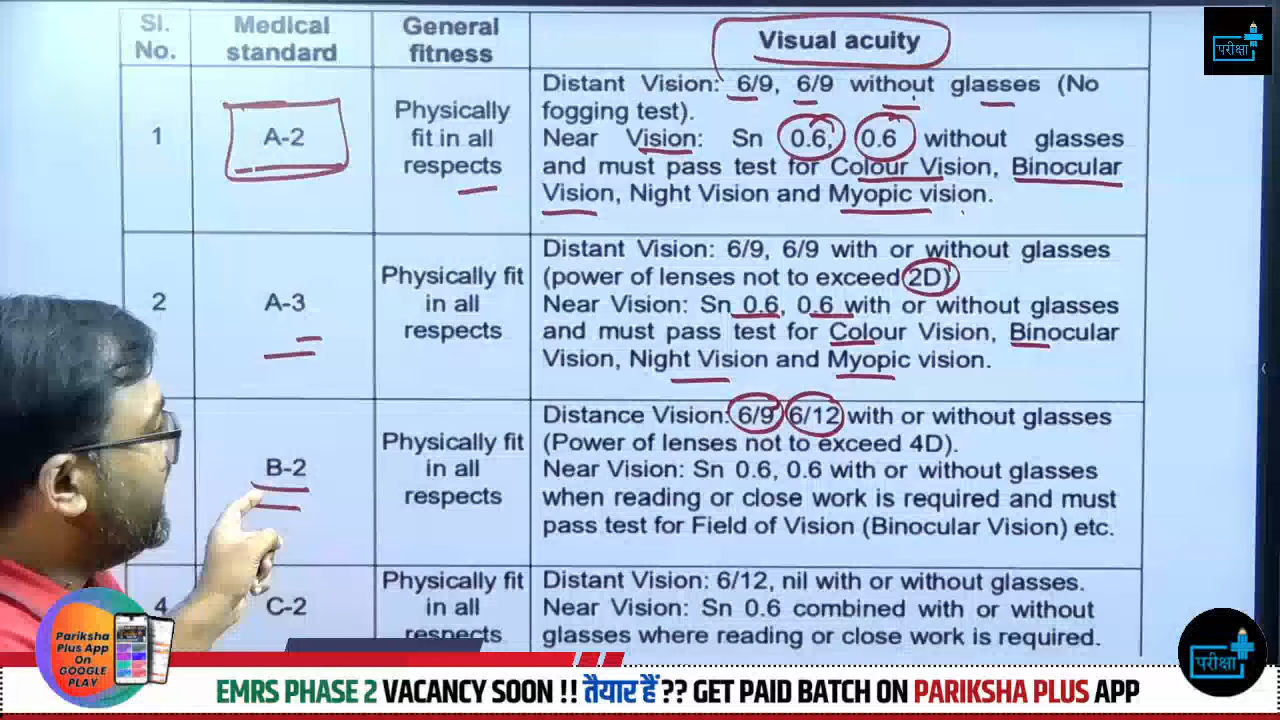 Sl. No.
Medical standard
General fitness
Visual acuity
1
A-2
Physically fit in all respects
Distant Vision: 6/9, 6/9 without glasses (No
fogging test).
Near Vision: Sn 0.6, 0.6 without glasses
and must pass test for Colour Vision, Binocular
Vision, Night Vision and Myopic vision.
2
A-3
Physically fit in all respects
Distant Vision: 6/9, 6/9 with or without glasses
(power of lenses not to exceed 2D)
Near Vision: Sn 0.6, 0.6 with or without glasses
and must pass test for Colour Vision, Binocular
Vision, Night Vision and Myopic vision.
B-2
Physically fit in all respects
Distance Vision: 6/9 6/12 with or without glasses
(Power of lenses not to exceed 4D).
Near Vision: Sn 0.6, 0.6 with or without glasses
when reading or close work is required and must
pass test for Field of Vision (Binocular Vision) etc.
4
C-2
Physically fit in all respects
Distant Vision: 6/12, nil with or without glasses.
Near Vision: Sn 0.6 combined with or without
glasses where reading or close work is required.
परीक्षा
परीक्षा
Pariksha
Plus App
On
GOOGLE
PLAY
EMRS PHASE 2 VACANCY SOON !! तैयार हैं ?? GET PAID BATCH ON PARIKSHA PLUS APP